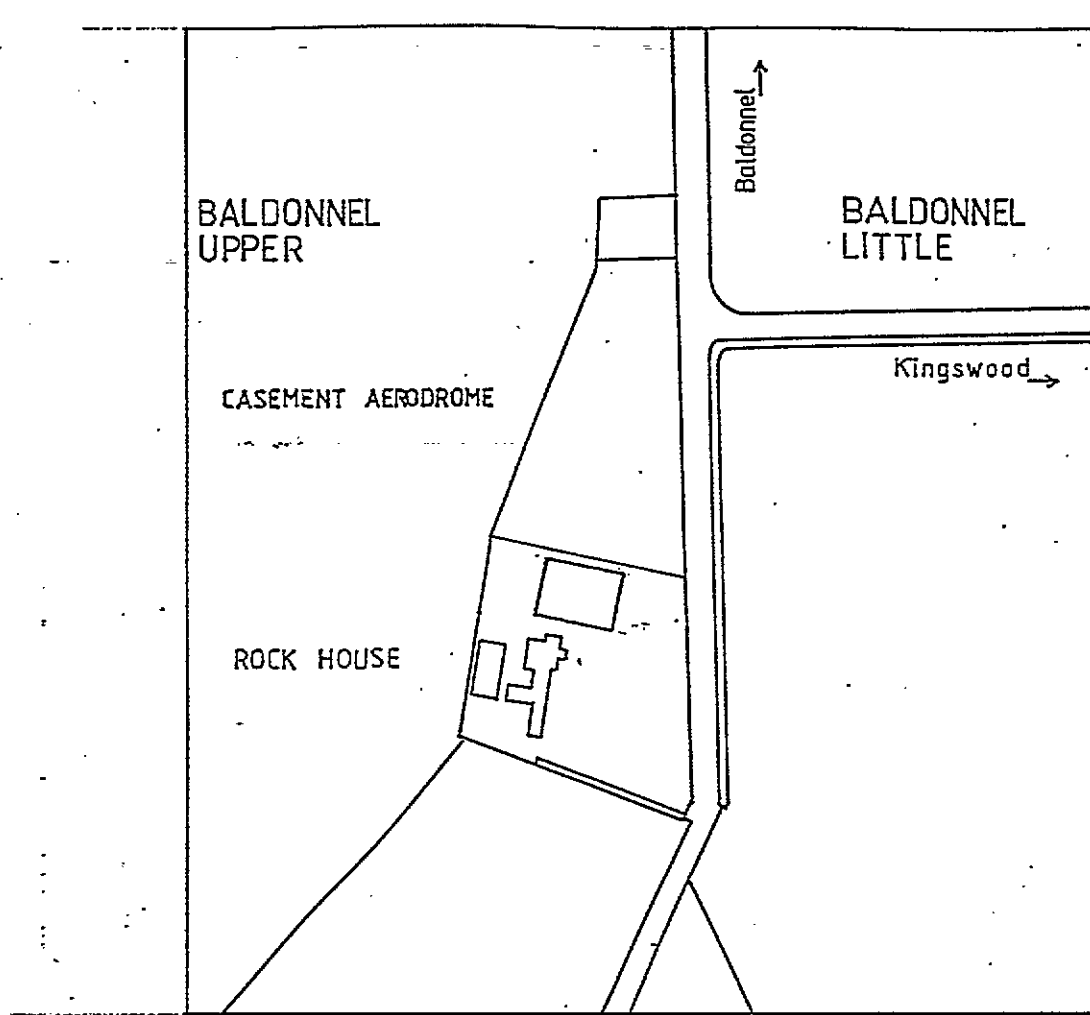 Baldonnel
BALDONNEL
UPPER
BALDONNEL
LITTLE
Kingswood
CASEMENT AERODROME
ROCK HOUSE